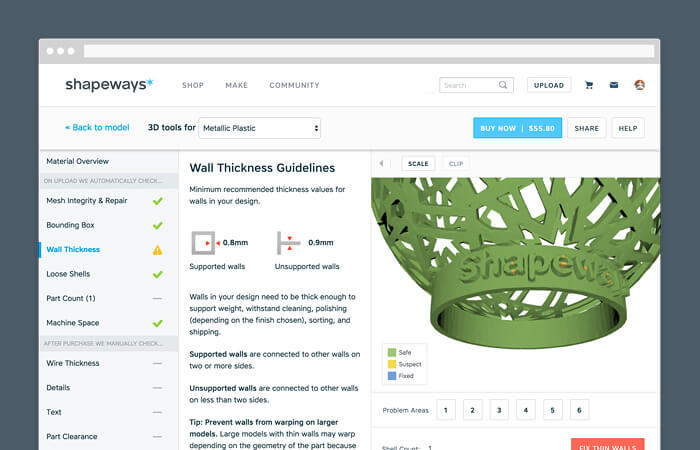 shapeways*
SHOP
MAKE
COMMUNITY
Search
UPLOAD
< Back to model
3D tools for
Metallic Plastic
BUY NOW | $55.80
SHARE
HELP
Material Overview
ON UPLOAD WE AUTOMATICALLY CHECK...
Mesh Integrity & Repair
Bounding Box
Wall Thickness
Loose Shells
Part Count (1)
Machine Space
AFTER PURCHASE WE MANUALLY CHECK...
Wire Thickness
Details
Text
Part Clearance
Wall Thickness Guidelines
Minimum recommended thickness values for
walls in your design.
0.8mm
0.9mm
Supported walls
Unsupported walls
Walls in your design need to be thick enough to
support weight, withstand cleaning, polishing
(depending on the finish chosen), sorting, and
shipping.
Supported walls are connected to other walls on
two or more sides.
Unsupported walls are connected to other walls
on less than two sides.
Tip: Prevent walls from warping on larger
models. Large models with thin walls may warp
depending on the geometry of the part because
SCALE
CLIP
shapeway
Safe
Suspect
Fixed
Problem Areas
1
2
3
4
5
6
Shell Count: 1
FIX THIN WALLS